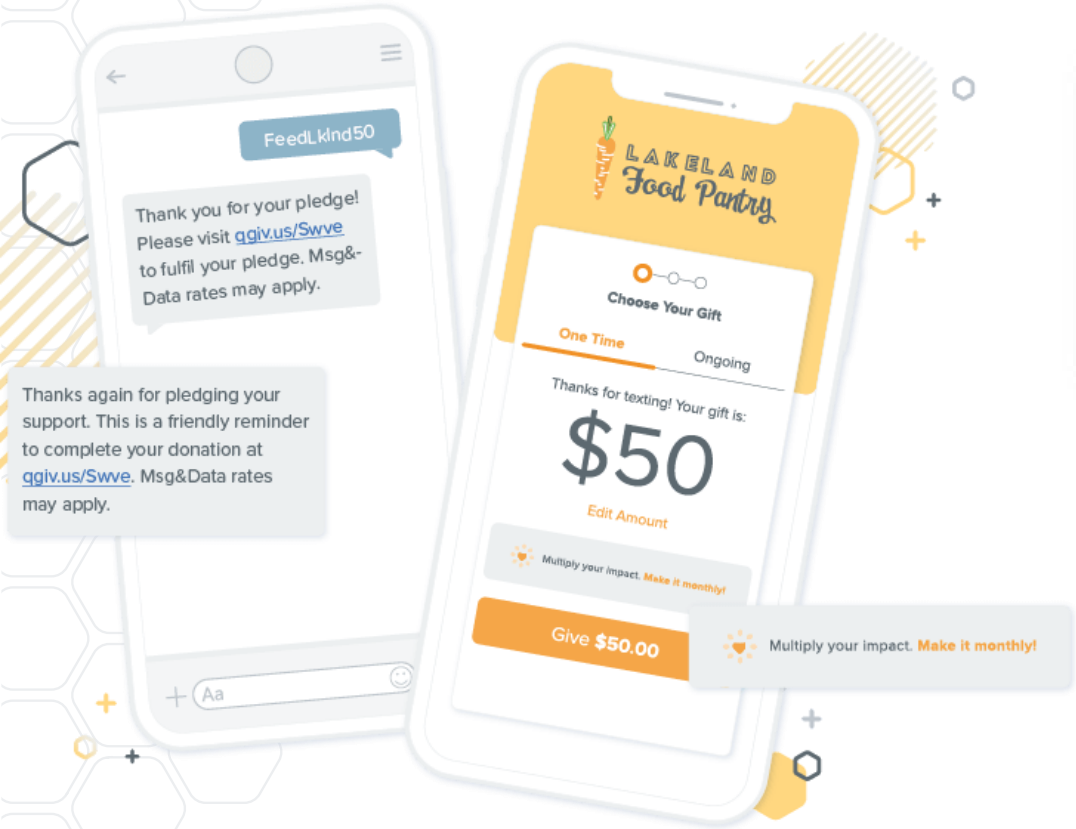 FeedLklnd50
Thank you for your pledge!
Please visit qgiv.us/Swve
to fulfil your pledge. Msg&-
Data rates may apply.
Thanks again for pledging your
support. This is a friendly reminder
to complete your donation at
qgiv.us/Swve. Msg&Data rates
may apply.
Aa
LAKELAND
Food Pantry
Choose Your Gift
One Time
Ongoing
Thanks for texting! Your gift is:
$50
Edit Amount
Multiply your impact. Make it monthly!
Give $50.00
Multiply your impact. Make it monthly!